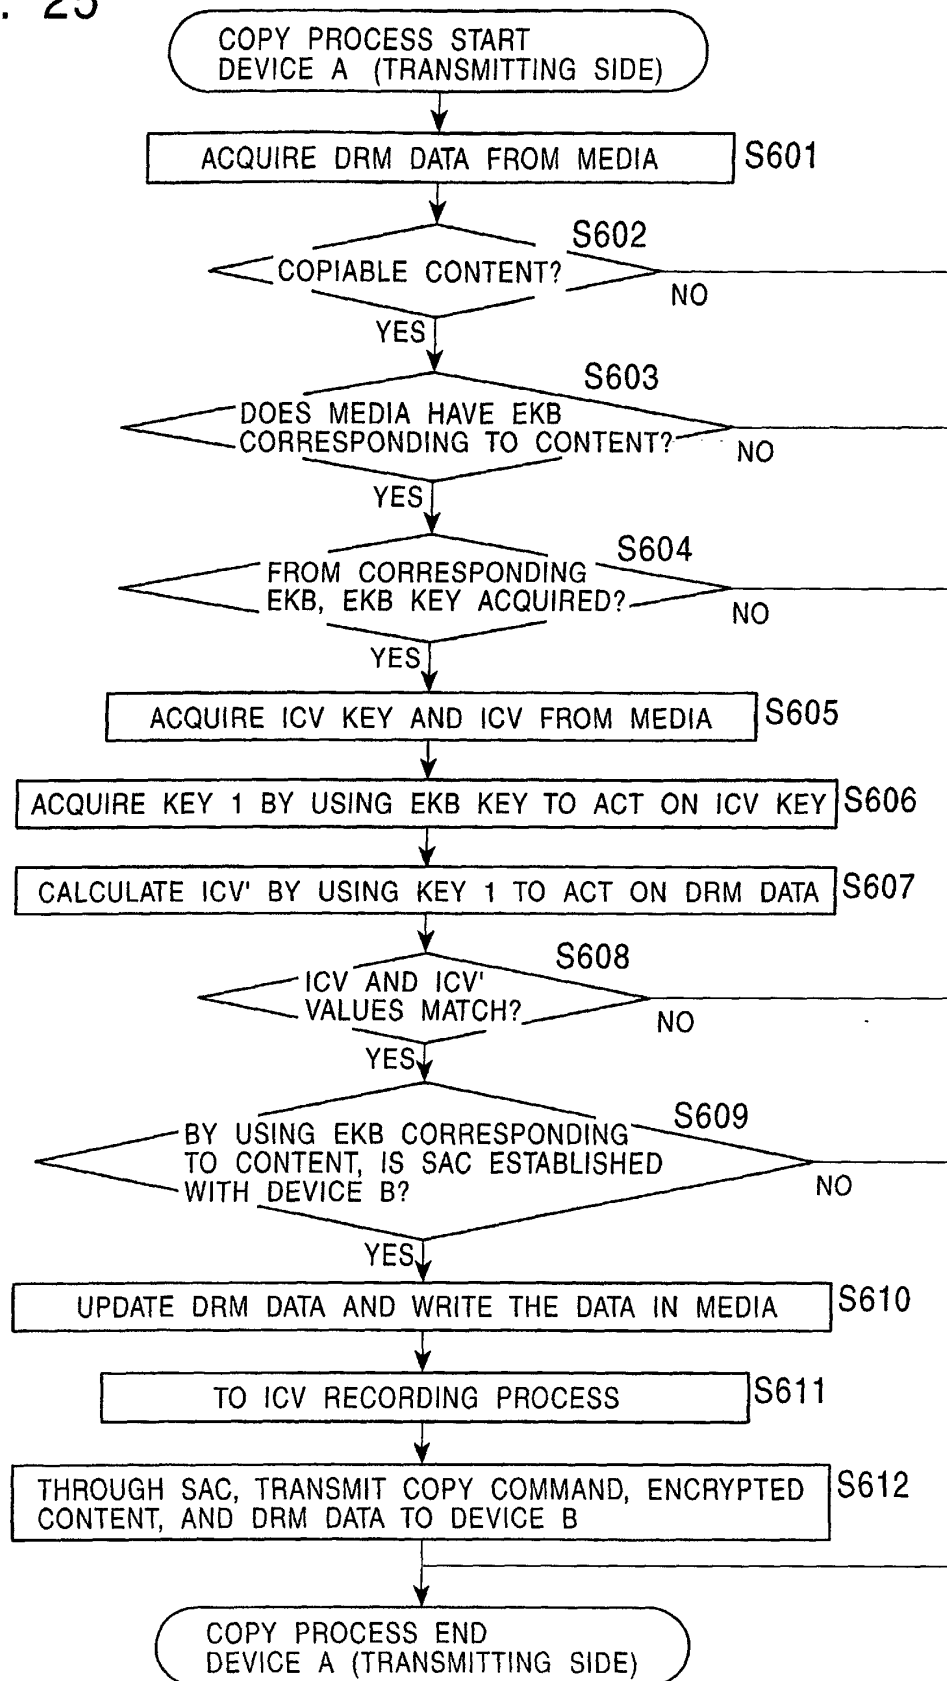 . 25
COPY PROCESS START
DEVICE A (TRANSMITTING SIDE)
ACQUIRE DRM DATA FROM MEDIA
S601
S602
COPIABLE CONTENT?
NO
YES
S603
DOES MEDIA HAVE EKB
CORRESPONDING TO CONTENT?
NO
YES
S604
FROM CORRESPONDING
EKB, EKB KEY ACQUIRED?
NO
YES
ACQUIRE ICV KEY AND ICV FROM MEDIA
S605
ACQUIRE KEY 1 BY USING EKB KEY TO ACT ON ICV KEY
S606
CALCULATE ICV' BY USING KEY 1 TO ACT ON DRM DATA
S607
S608
ICV AND ICV'
VALUES MATCH?
NO
YES
S609
BY USING EKB CORRESPONDING
TO CONTENT, IS SAC ESTABLISHED
WITH DEVICE B?
NO
YES
UPDATE DRM DATA AND WRITE THE DATA IN MEDIA
S610
TO ICV RECORDING PROCESS
S611
THROUGH SAC, TRANSMIT COPY COMMAND, ENCRYPTED
CONTENT, AND DRM DATA TO DEVICE B
S612
COPY PROCESS END
DEVICE A (TRANSMITTING SIDE)